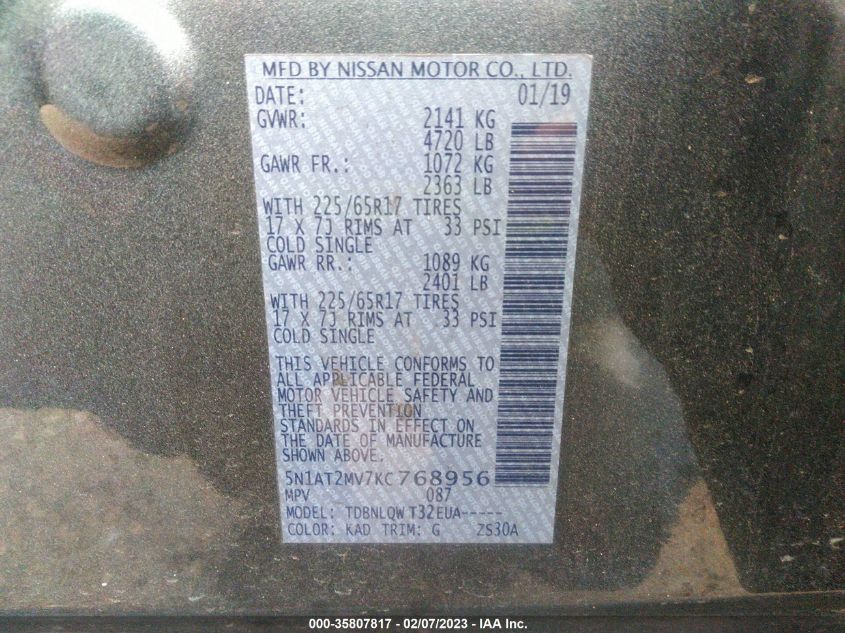 MFD BY NISSAN MOTOR CO., LTD.
DATE: 01/19
GVWR: 2141 KG
4720 LB
GAWR FR.: 1072 KG
2363 LB
WITH 225/65R17 TIRES
17 X 7J RIMS AT 33 PSI
COLD SINGLE
GAWR RR.: 1089 KG
2401 LB
WITH 225/65R17 TIRES
17 X 7J RIMS AT 33 PSI
COLD SINGLE
THIS VEHICLE CONFORMS TO
ALL APPLICABLE FEDERAL
MOTOR VEHICLE SAFETY AND
THEFT PREVENTION
STANDARDS IN EFFECT ON
THE DATE OF MANUFACTURE
SHOWN ABOVE.
5N1AT2MV7KC768956
MPV 087
MODEL: TDBNLQW T32EUA-----
COLOR: KAD TRIM: G ZS30A
000-35807817 - 02/07/2023 - IAA Inc.